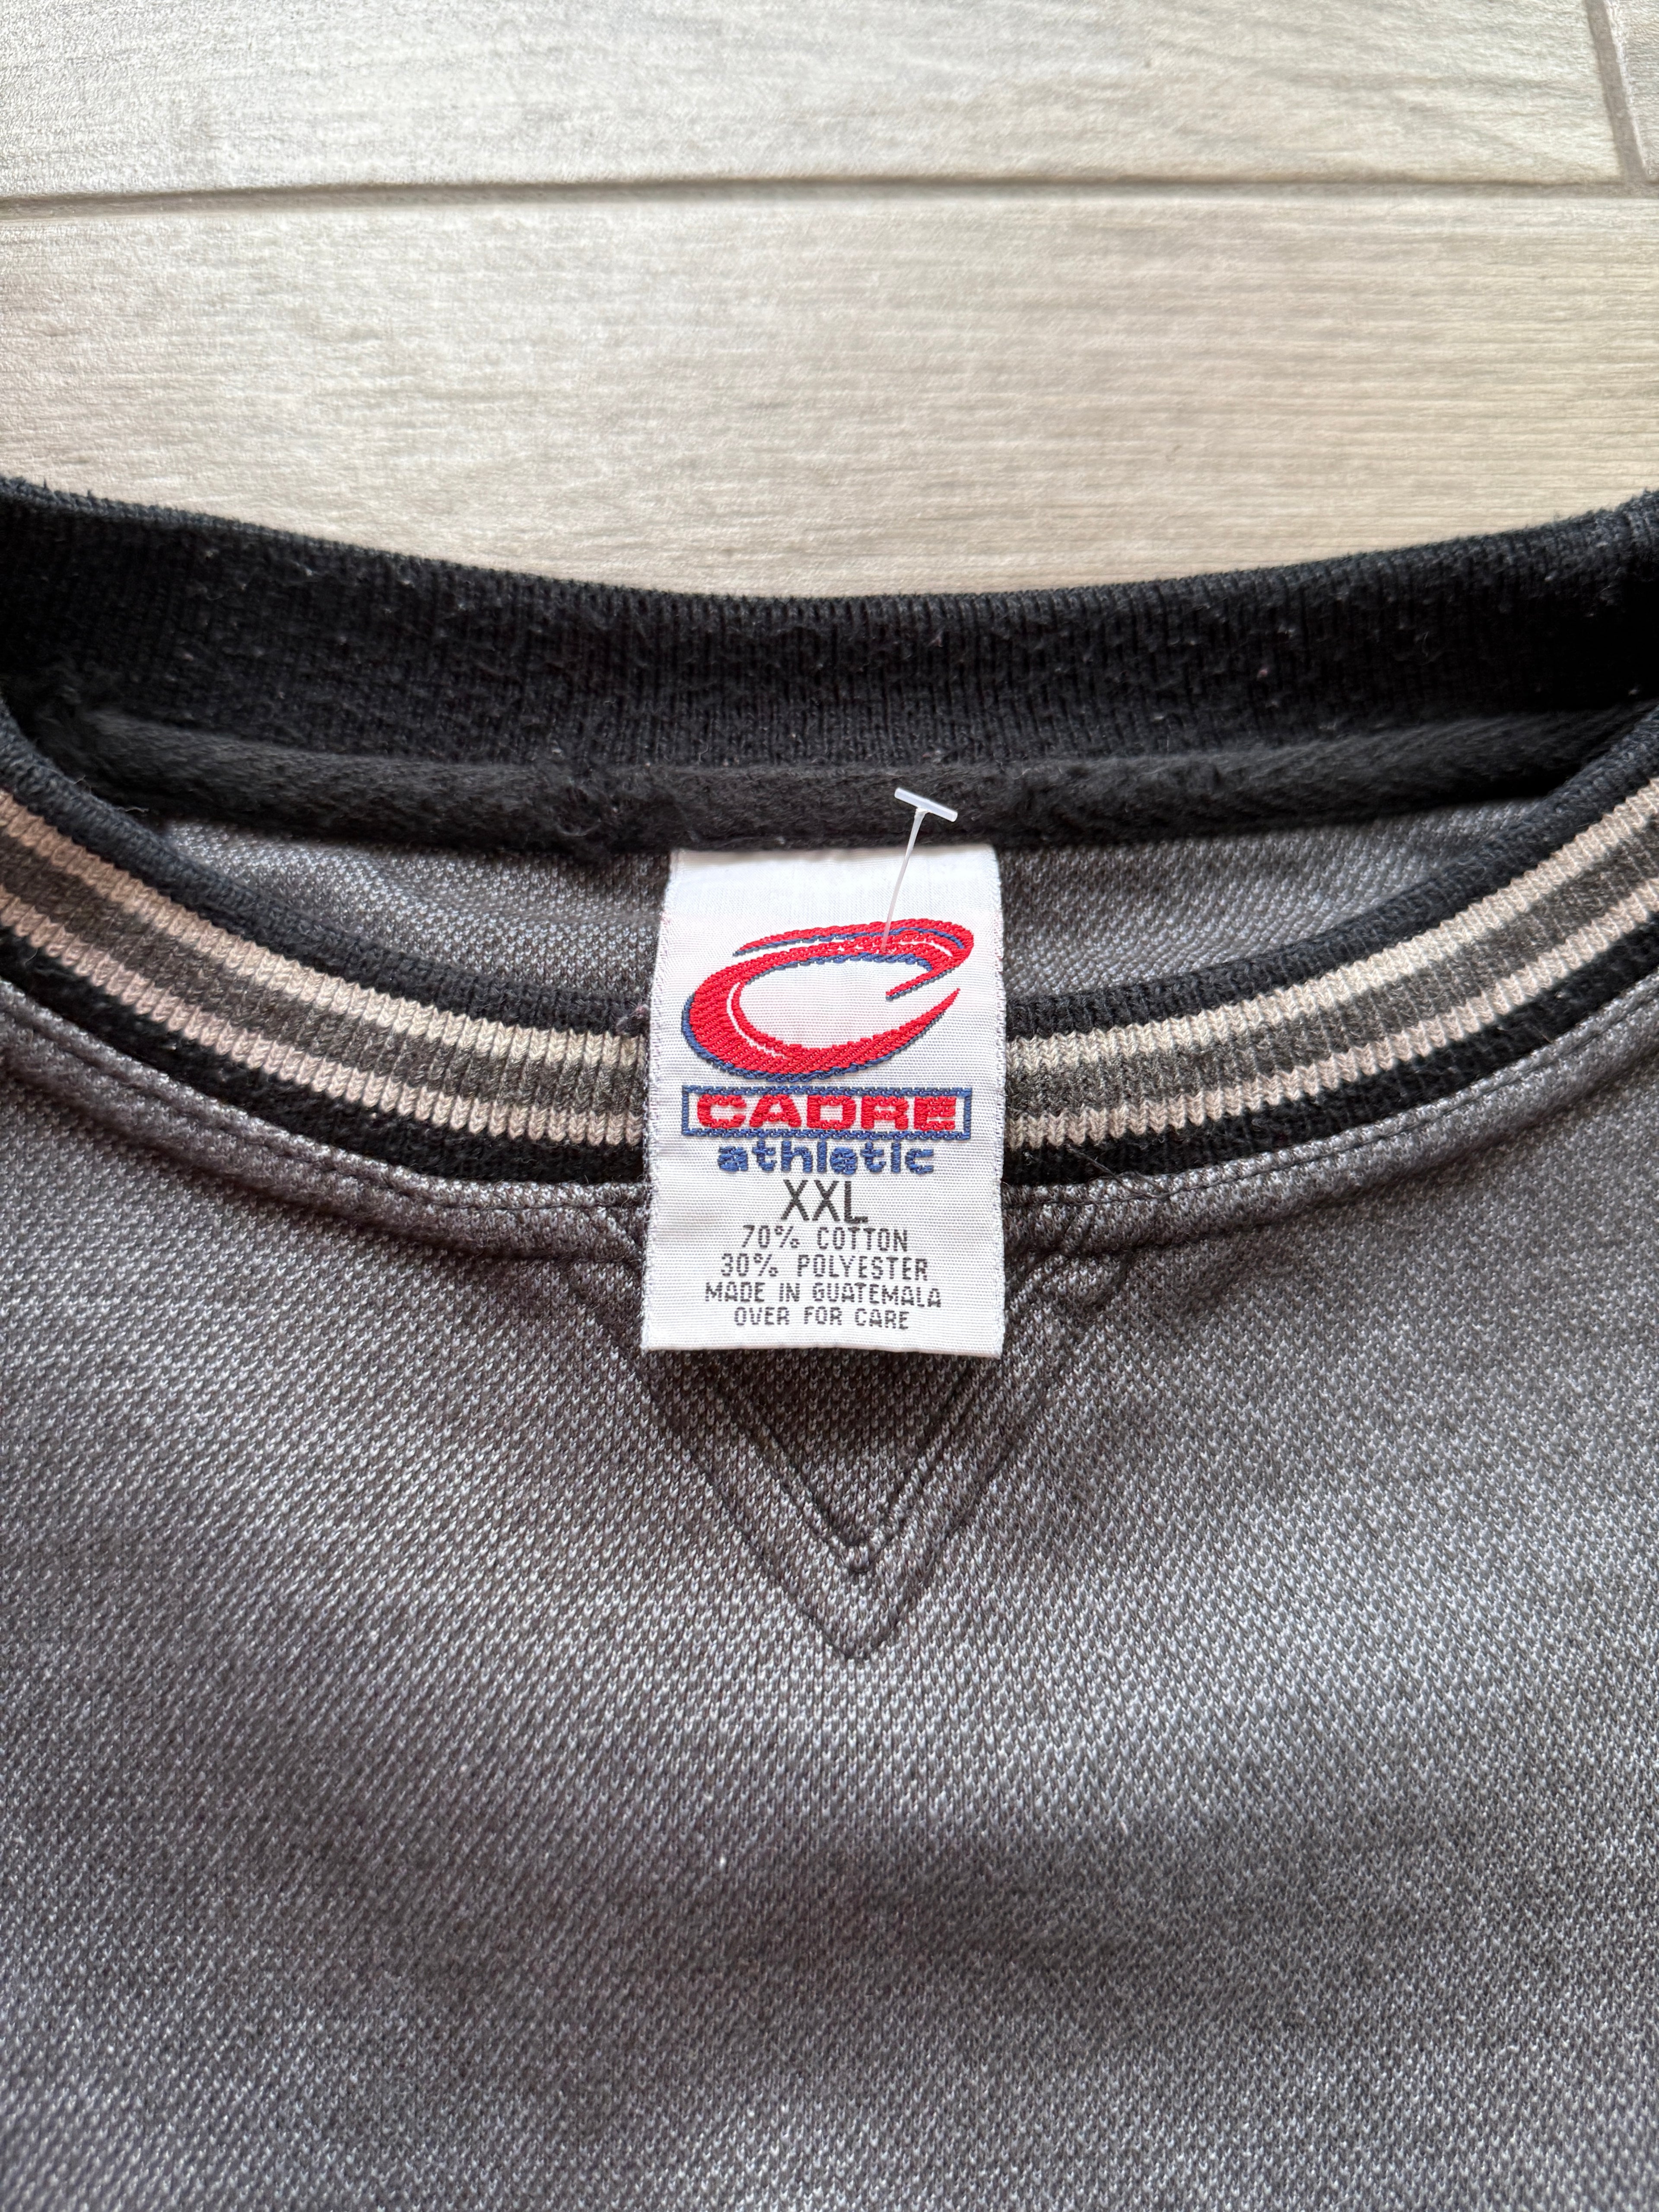 CADRE
athletic
XXL
70% COTTON
30% POLYESTER
MADE IN GUATEMALA
OVER FOR CARE